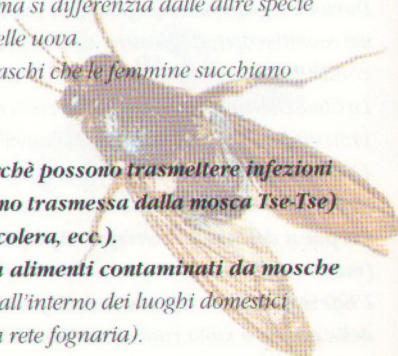 ma si differenzia dalle altre specie
elle uova.
aschi che le femmine succhiano
rchè possono trasmettere infezioni
no trasmessa dalla mosca Tse-Tse)
colera, ecc.).
a alimenti contaminati da mosche
all'interno dei luoghi domestici
a rete fognaria).